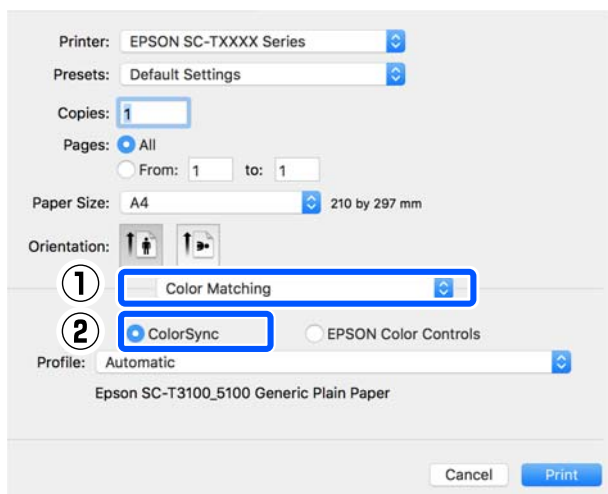 Printer: EPSON SC-TXXXX Series
Presets: Default Settings
Copies: 1
Pages: All
From: 1 to: 1
Paper Size: A4 210 by 297 mm
Orientation:
① Color Matching
② ColorSync EPSON Color Controls
Profile: Automatic
Epson SC-T3100_5100 Generic Plain Paper
Cancel Print